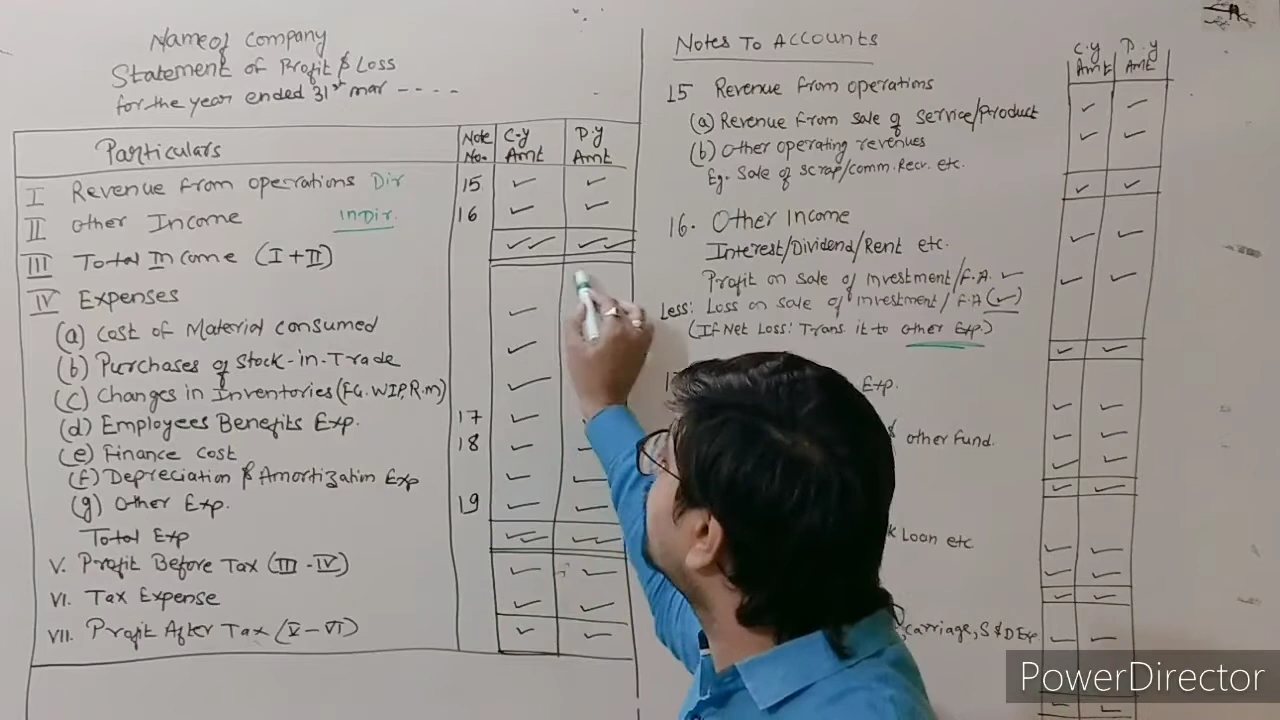 Name of Company
Statement of Profit & Loss
for the year ended 31st mar ----
Particulars
Note No.
C.Y Amt
P.Y Amt
I Revenue from operations Dir 15
II Other Income InDir. 16
III Total Income (I+II)
IV Expenses
(a) Cost of Material consumed
(b) Purchases of Stock-in-Trade
(c) Changes in Inventories (F.G. WIP, R.m)
(d) Employees Benefits Exp. 17
(e) Finance Cost 18
(f) Depreciation & Amortization Exp
(g) Other Exp. 19
Total Exp
V. Profit Before Tax (III - IV)
VI. Tax Expense
VII. Profit After Tax (V - VI)
Notes To Accounts
C.y Amt
P.y Amt
15 Revenue from operations
(a) Revenue from sale of service/Product
(b) Other operating revenues
Eg. Sale of scrap/comm. Recv. etc.
16. Other Income
Interest/Dividend/Rent etc.
Profit on sale of investment/F.A.
Less: Loss on sale of investment/F.A (✓)
(If Net Loss: Trans it to other Exp.)
Exp.
other Fund.
Loan etc
carriage, S & D Exp
PowerDirector